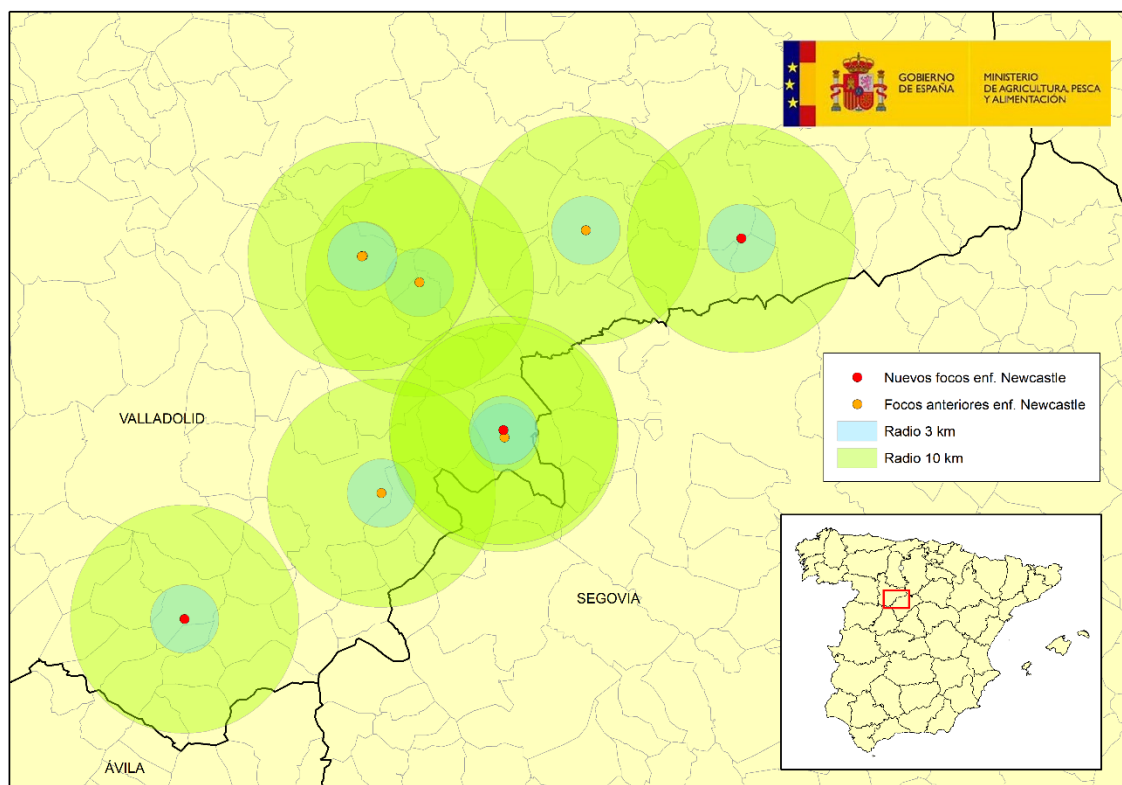 GOBIERNO
DE ESPAÑA
MINISTERIO
DE AGRICULTURA, PESCA
Y ALIMENTACIÓN
Nuevos focos enf. Newcastle
Focos anteriores enf. Newcastle
Radio 3 km
Radio 10 km
VALLADOLID
SEGOVIA
ÁVILA